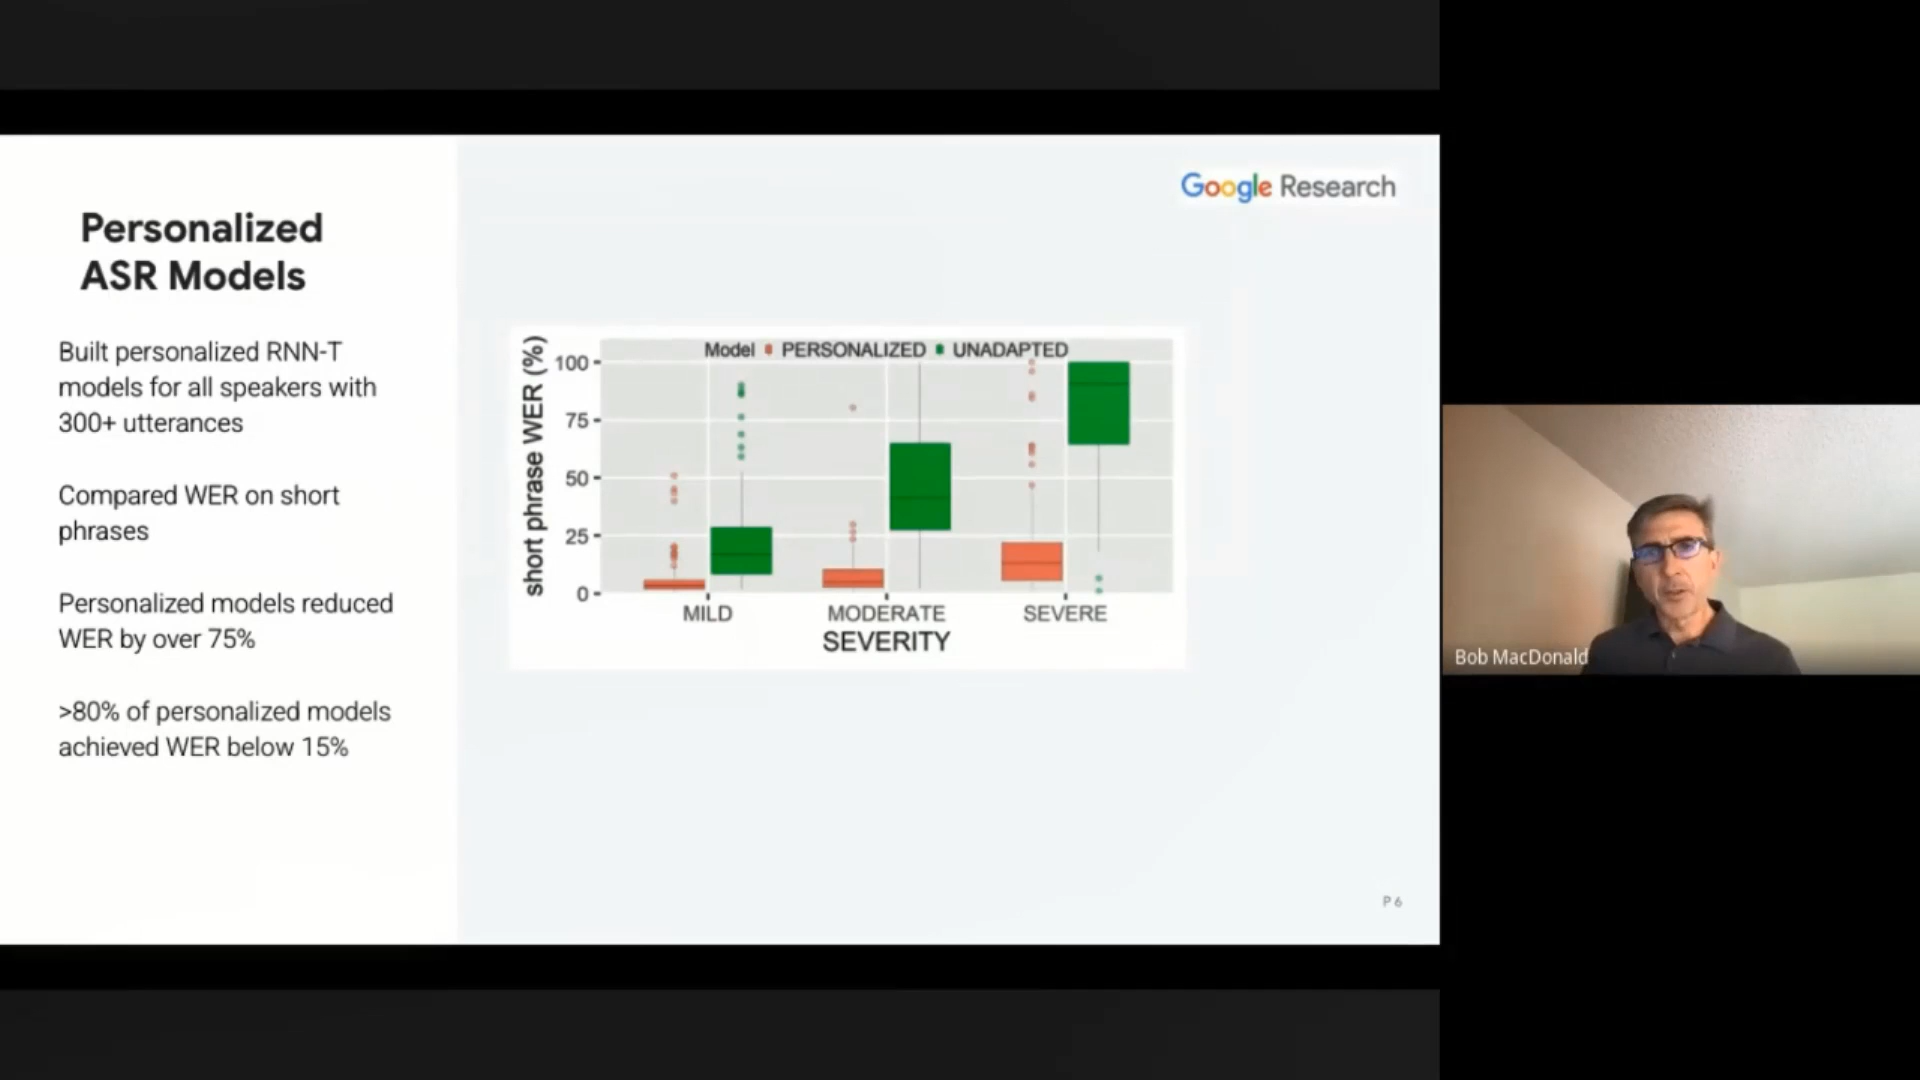 Google Research
Personalized
ASR Models
Built personalized RNN-T
models for all speakers with
300+ utterances
Compared WER on short
phrases
Personalized models reduced
WER by over 75%
>80% of personalized models
achieved WER below 15%
Model PERSONALIZED UNADAPTED
short phrase WER (%)
100
75
50
25
0
MILD MODERATE SEVERE
SEVERITY
Bob MacDonald
P 6